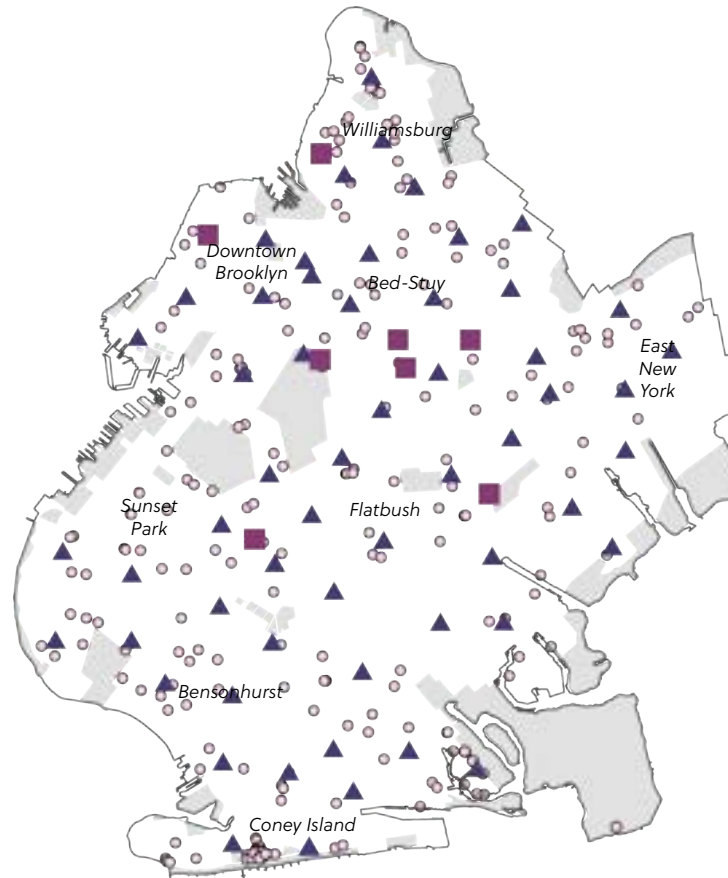 Williamsburg
Downtown
Brooklyn
Bed-Stuy
East
New
York
Sunset
Park
Flatbush
Bensonhurst
Coney Island